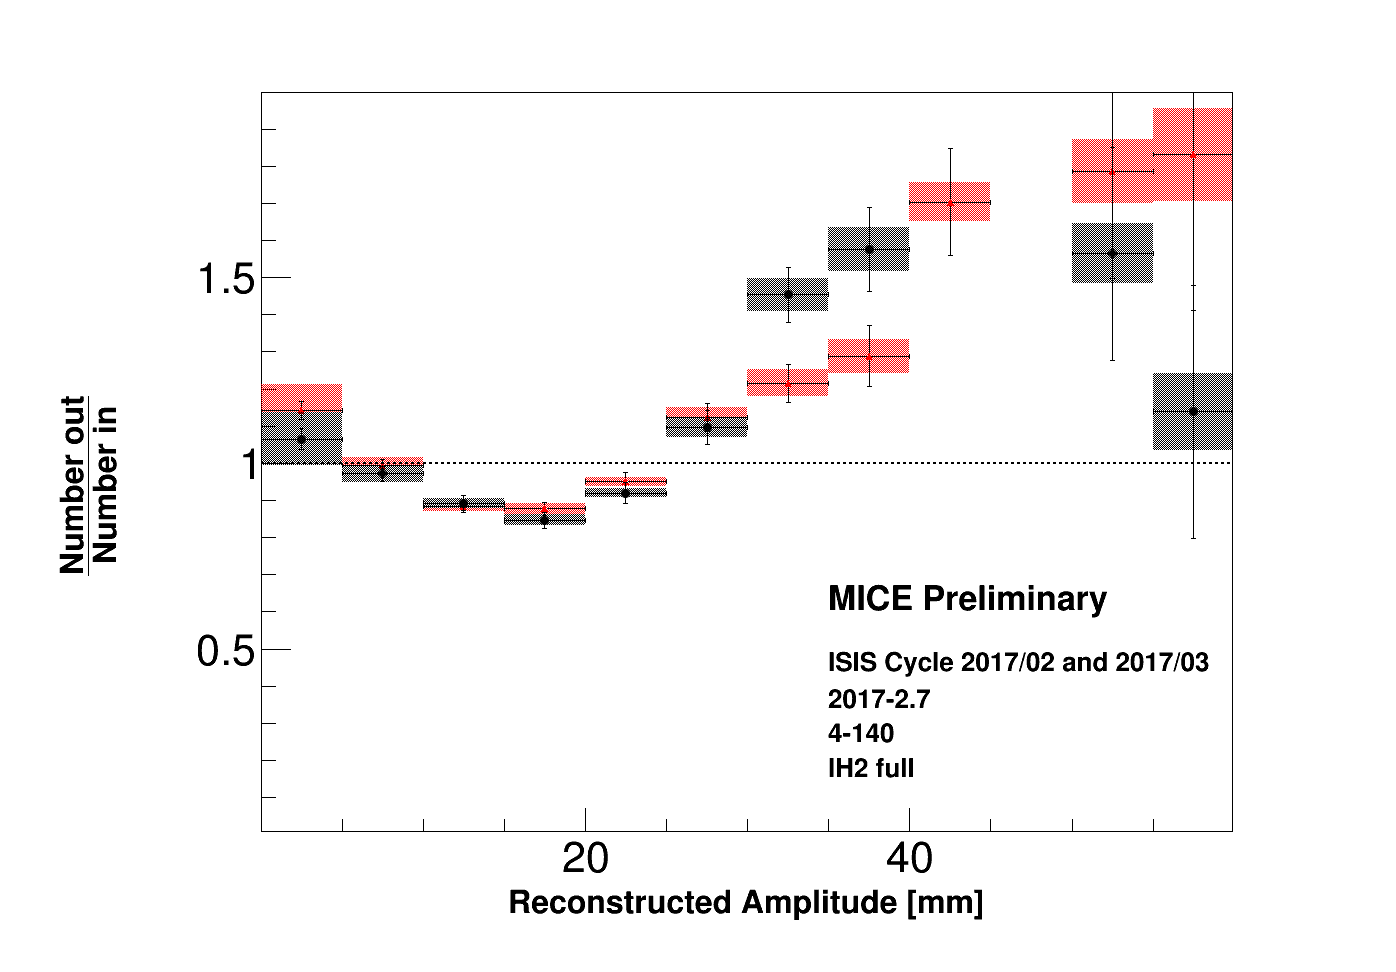 1.5
1
0.5
Number out
Number in
MICE Preliminary
ISIS Cycle 2017/02 and 2017/03
2017-2.7
4-140
IH2 full
20 40
Reconstructed Amplitude [mm]